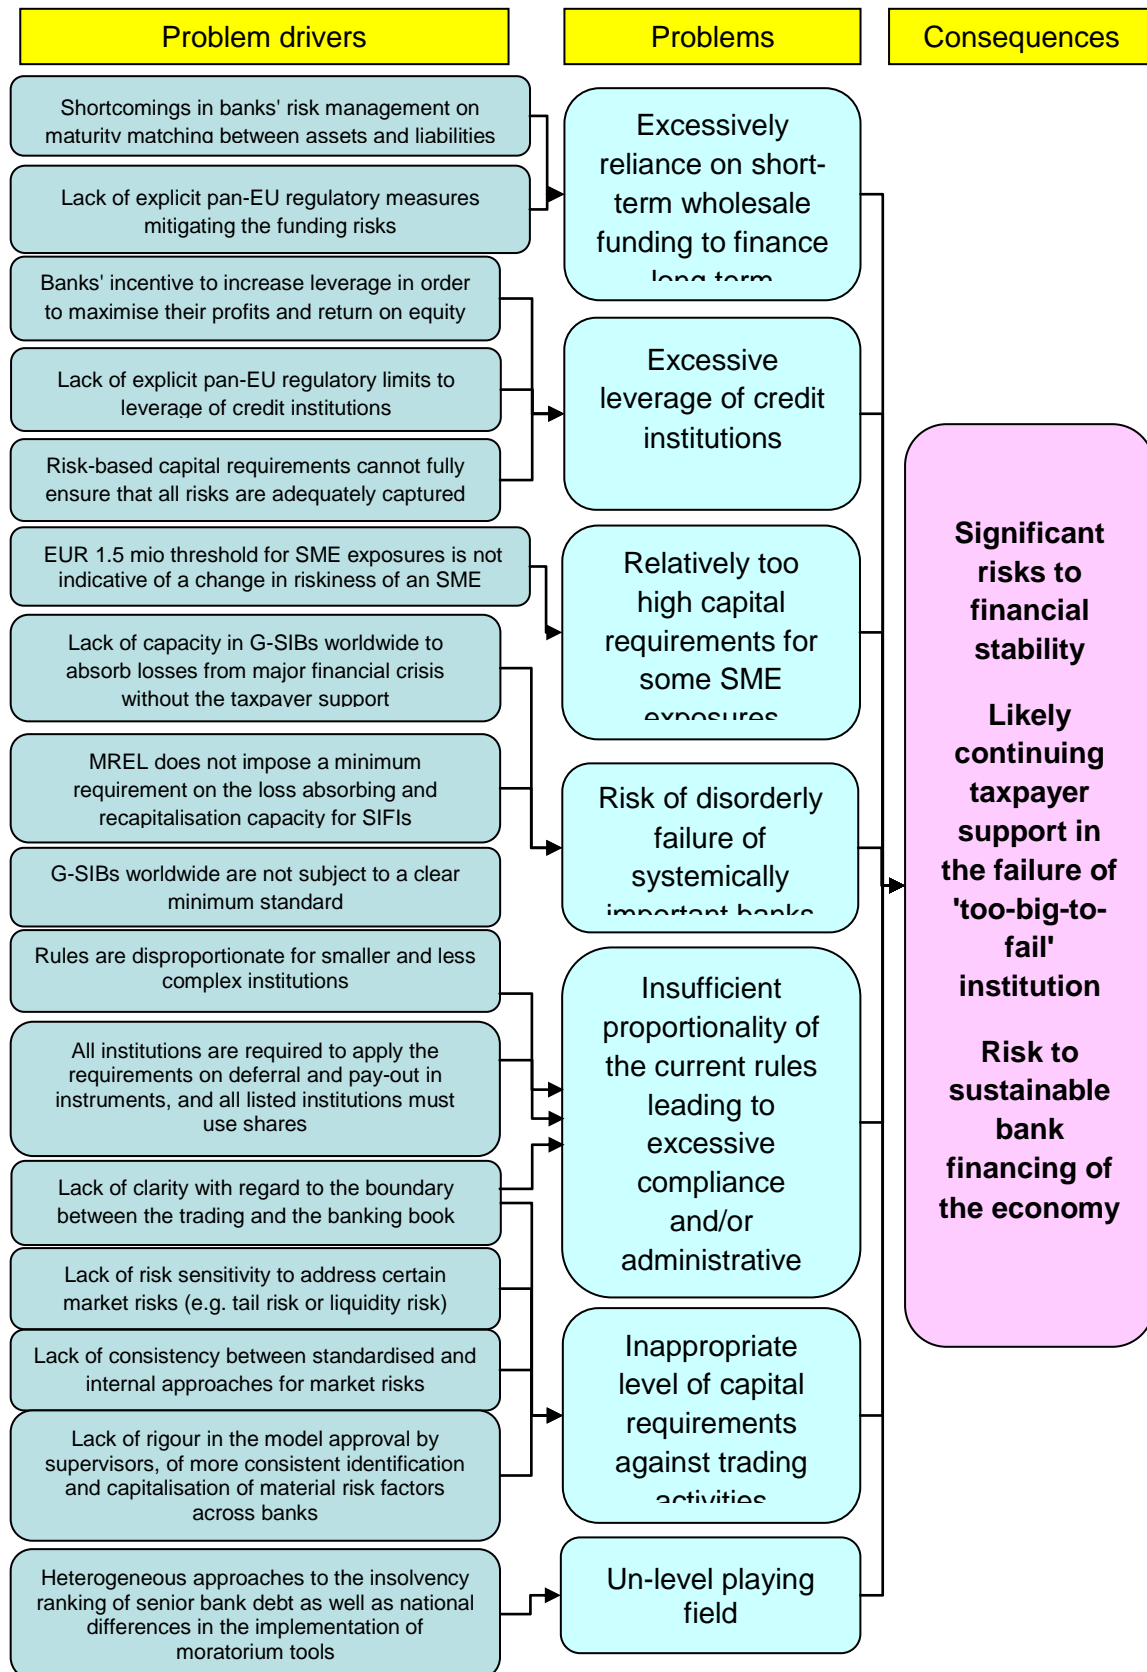 Problem drivers
Problems
Consequences
Shortcomings in banks' risk management on
maturity matching between assets and liabilities
Lack of explicit pan-EU regulatory measures
mitigating the funding risks
Banks' incentive to increase leverage in order
to maximise their profits and return on equity
Lack of explicit pan-EU regulatory limits to
leverage of credit institutions
Risk-based capital requirements cannot fully
ensure that all risks are adequately captured
EUR 1.5 mio threshold for SME exposures is not
indicative of a change in riskiness of an SME
Lack of capacity in G-SIBs worldwide to
absorb losses from major financial crisis
without the taxpayer support
MREL does not impose a minimum
requirement on the loss absorbing and
recapitalisation capacity for SIFIs
G-SIBs worldwide are not subject to a clear
minimum standard
Rules are disproportionate for smaller and less
complex institutions
All institutions are required to apply the
requirements on deferral and pay-out in
instruments, and all listed institutions must
use shares
Lack of clarity with regard to the boundary
between the trading and the banking book
Lack of risk sensitivity to address certain
market risks (e.g. tail risk or liquidity risk)
Lack of consistency between standardised and
internal approaches for market risks
Lack of rigour in the model approval by
supervisors, of more consistent identification
and capitalisation of material risk factors
across banks
Heterogeneous approaches to the insolvency
ranking of senior bank debt as well as national
differences in the implementation of
moratorium tools
Excessively
reliance on short-
term wholesale
funding to finance
long term
Excessive
leverage of credit
institutions
Relatively too
high capital
requirements for
some SME
exposures
Risk of disorderly
failure of
systemically
important banks
Insufficient
proportionality of
the current rules
leading to
excessive
compliance
and/or
administrative
Inappropriate
level of capital
requirements
against trading
activities
Un-level playing
field
Significant
risks to
financial
stability
Likely
continuing
taxpayer
support in
the failure of
'too-big-to-
fail'
institution
Risk to
sustainable
bank
financing of
the economy